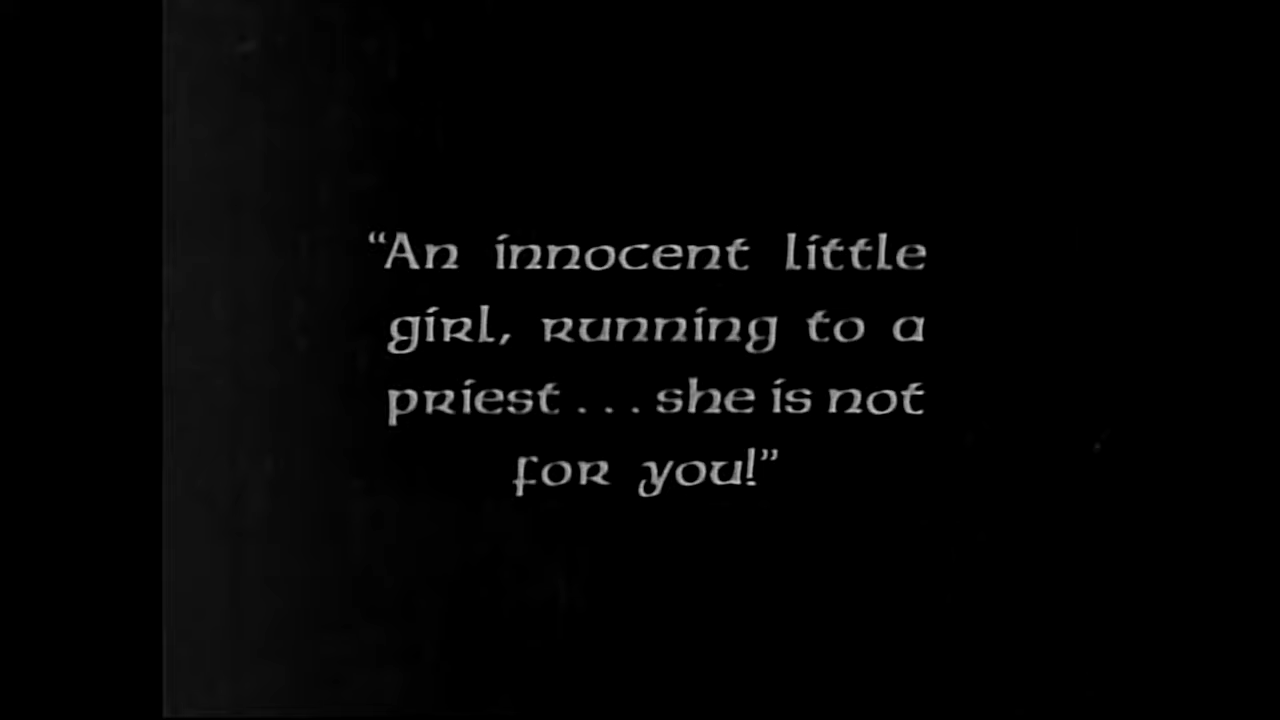 “An innocent little
girl, running to a
priest . . . she is not
for you!”